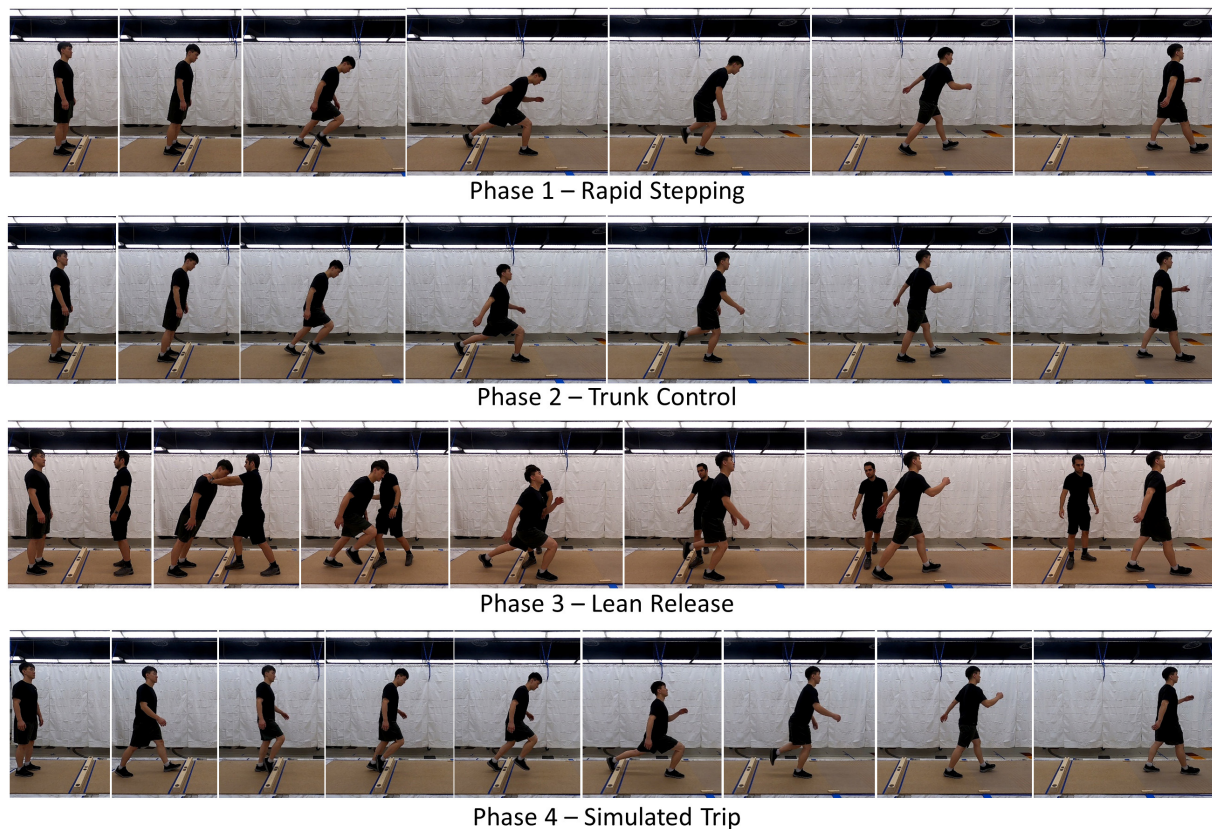 Phase 1 – Rapid Stepping
Phase 2 – Trunk Control
Phase 3 – Lean Release
Phase 4 – Simulated Trip